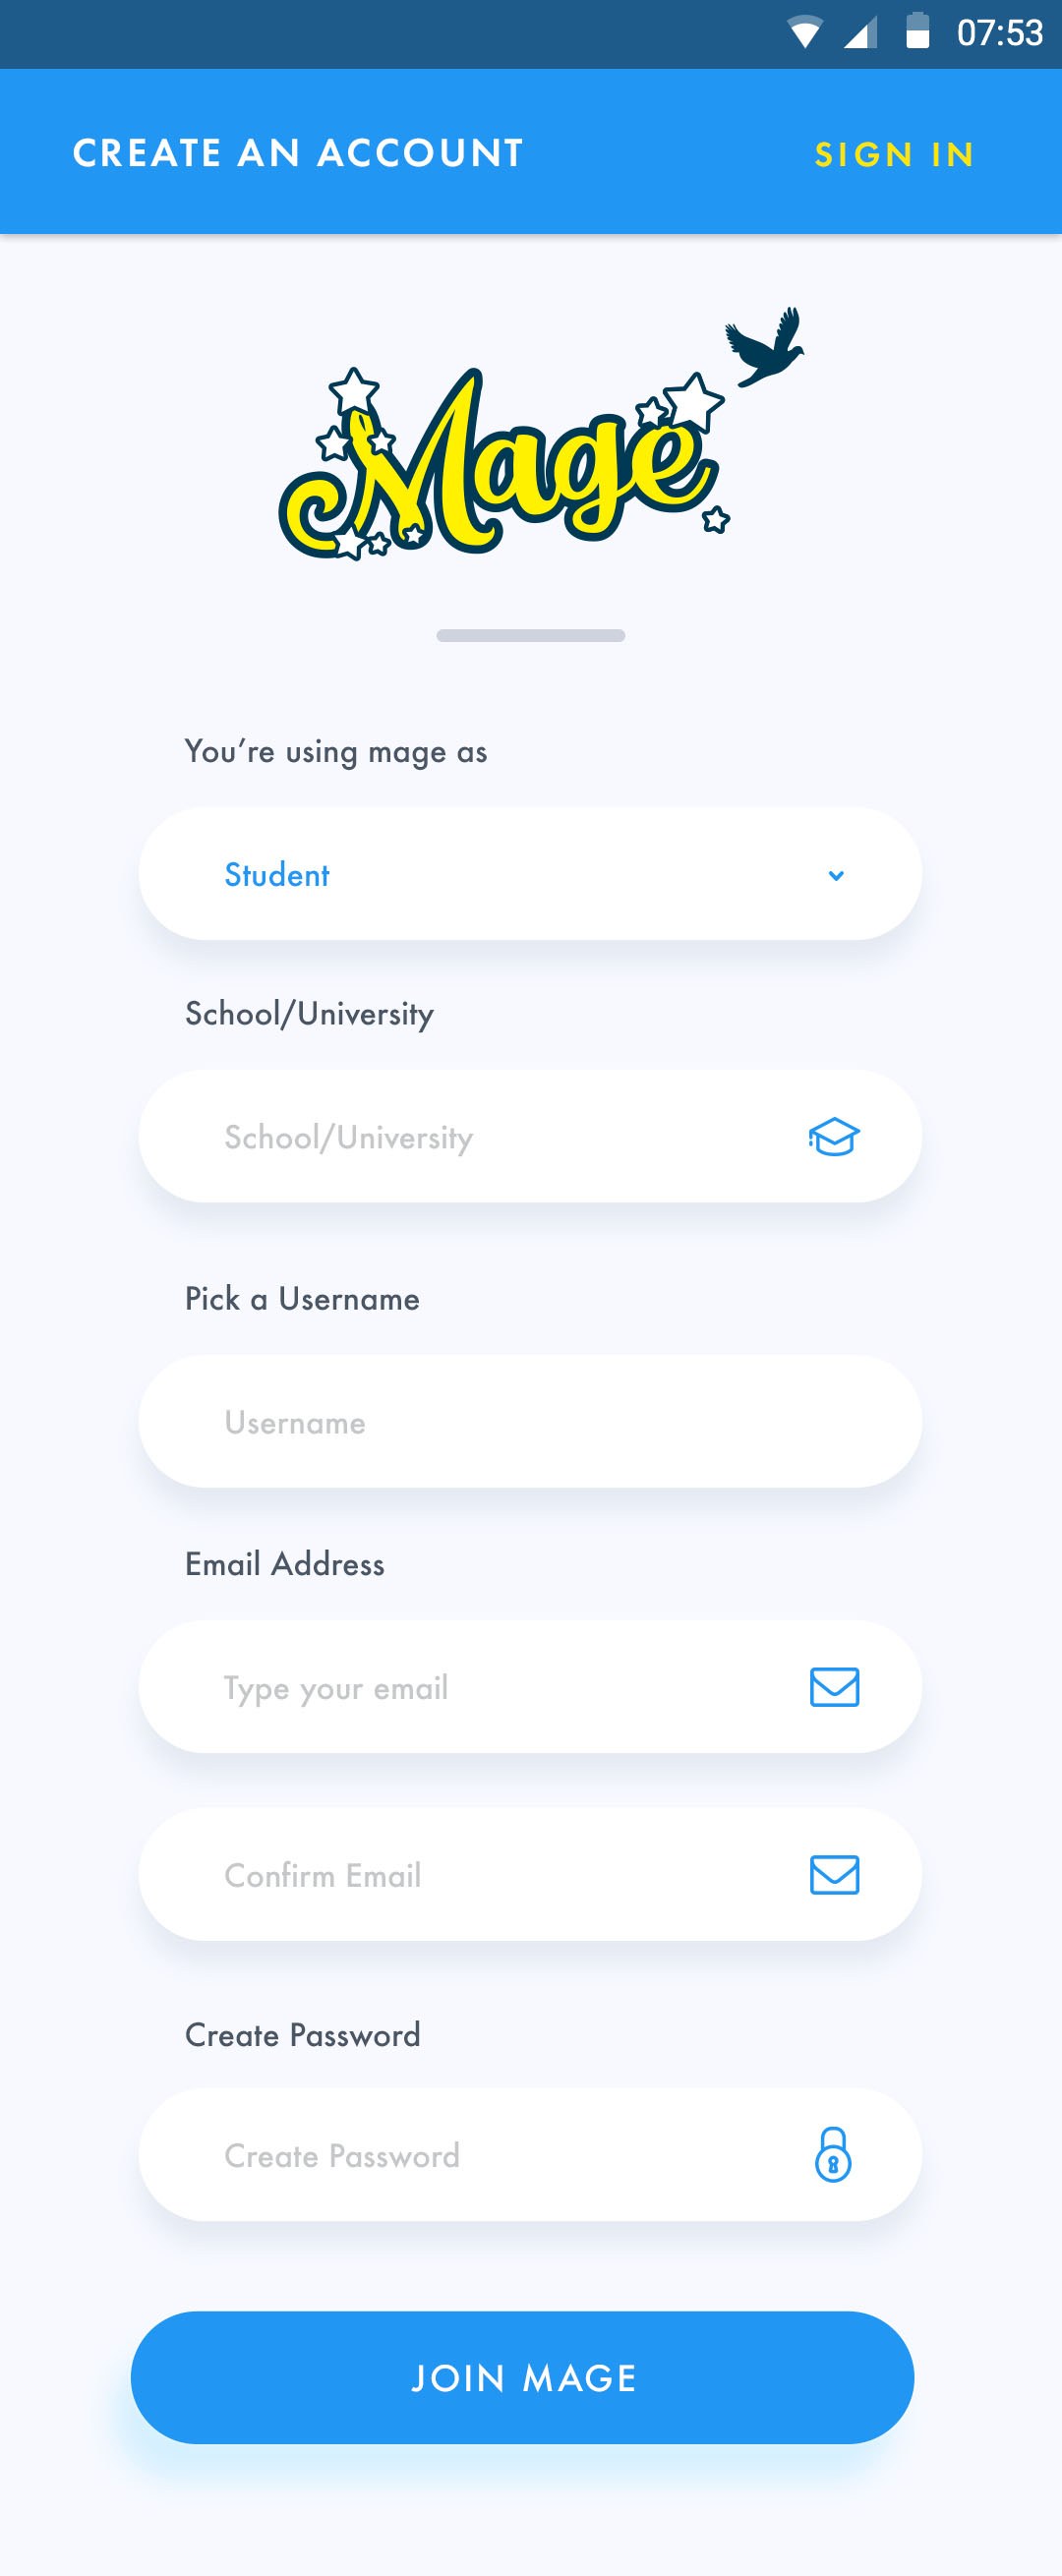 07:53
CREATE AN ACCOUNT
SIGN IN
Mage
You’re using mage as
Student
School/University
School/University
Pick a Username
Username
Email Address
Type your email
Confirm Email
Create Password
Create Password
JOIN MAGE